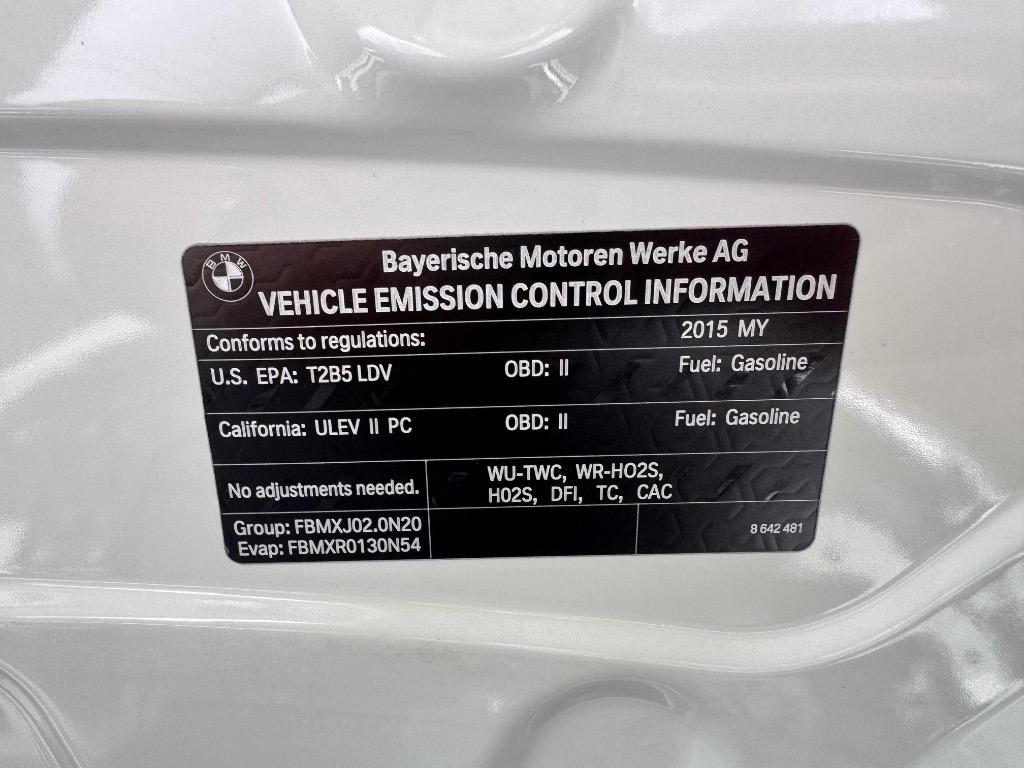 BMW
Bayerische Motoren Werke AG
VEHICLE EMISSION CONTROL INFORMATION
Conforms to regulations: 2015 MY
U.S. EPA: T2B5 LDV OBD: II Fuel: Gasoline
California: ULEV II PC OBD: II Fuel: Gasoline
No adjustments needed.
WU-TWC, WR-HO2S,
H02S, DFI, TC, CAC
Group: FBMXJ02.0N20
Evap: FBMXR0130N54
8 642 481